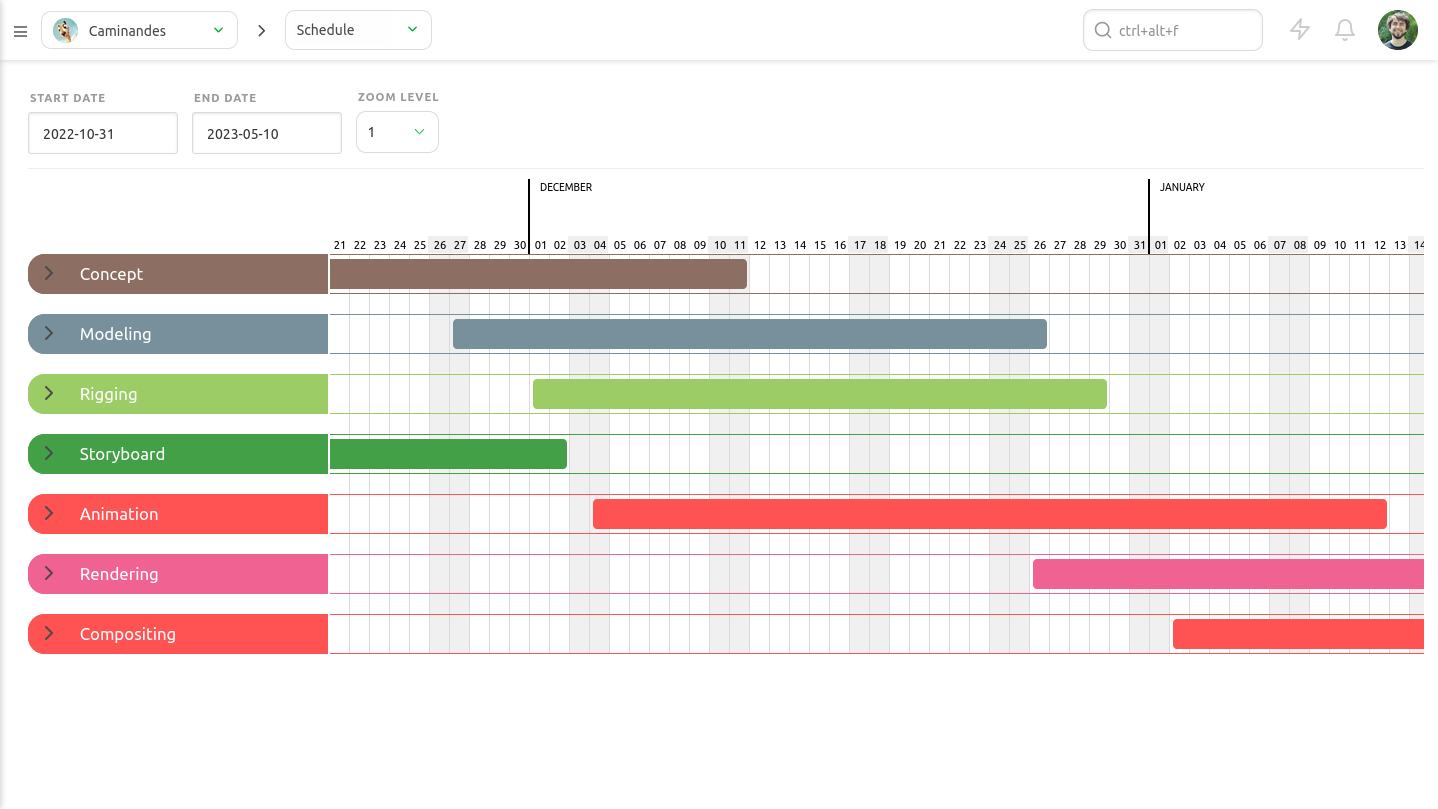 Caminandes
Schedule
ctrl+alt+f
START DATE
END DATE
ZOOM LEVEL
2022-10-31
2023-05-10
1
DECEMBER
JANUARY
21 22 23 24 25 26 27 28 29 30 01 02 03 04 05 06 07 08 09 10 11 12 13 14 15 16 17 18 19 20 21 22 23 24 25 26 27 28 29 30 31 01 02 03 04 05 06 07 08 09 10 11 12 13 14
Concept
Modeling
Rigging
Storyboard
Animation
Rendering
Compositing